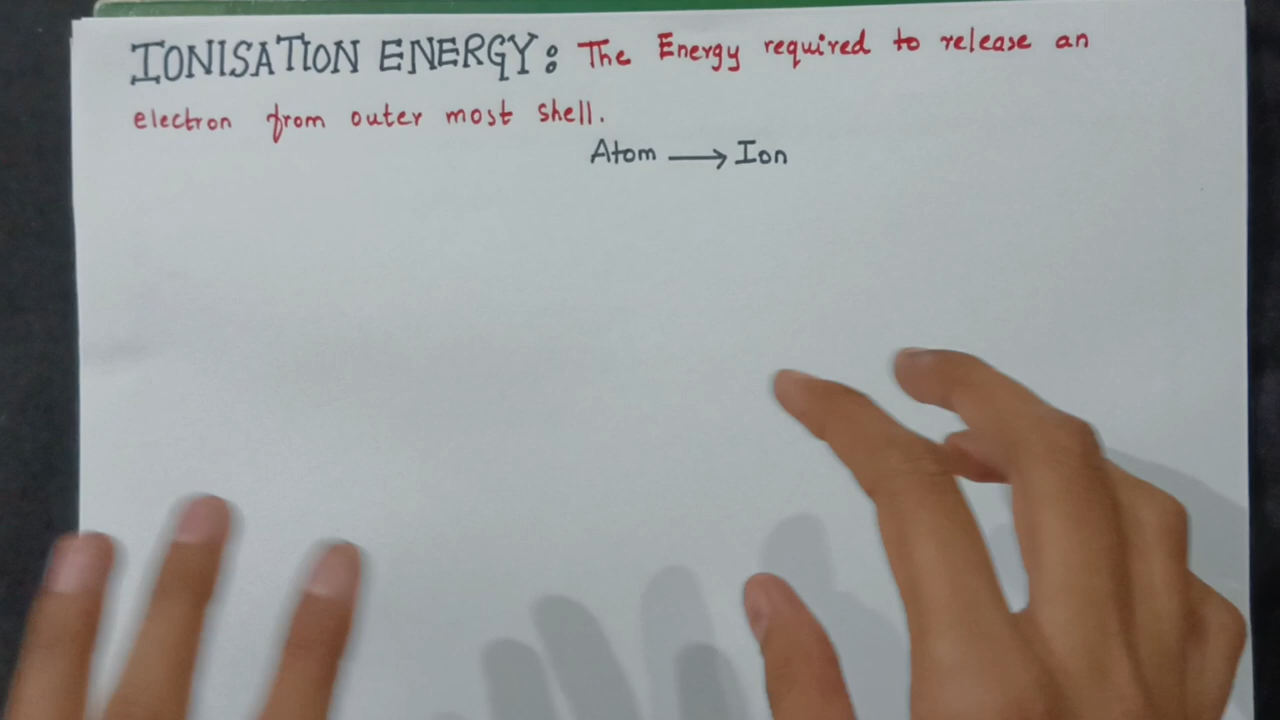 IONISATION ENERGY: The Energy required to release an
electron from outer most shell.
Atom ⟶ Ion